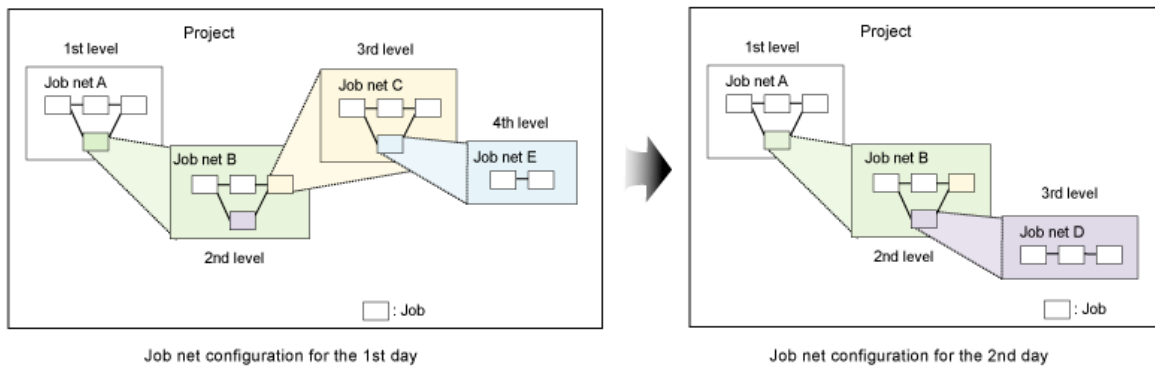 Project
1st level
3rd level
Job net A
Job net C
4th level
Job net B
Job net E
2nd level
: Job
Job net configuration for the 1st day
Project
1st level
Job net A
Job net B
3rd level
Job net D
2nd level
: Job
Job net configuration for the 2nd day